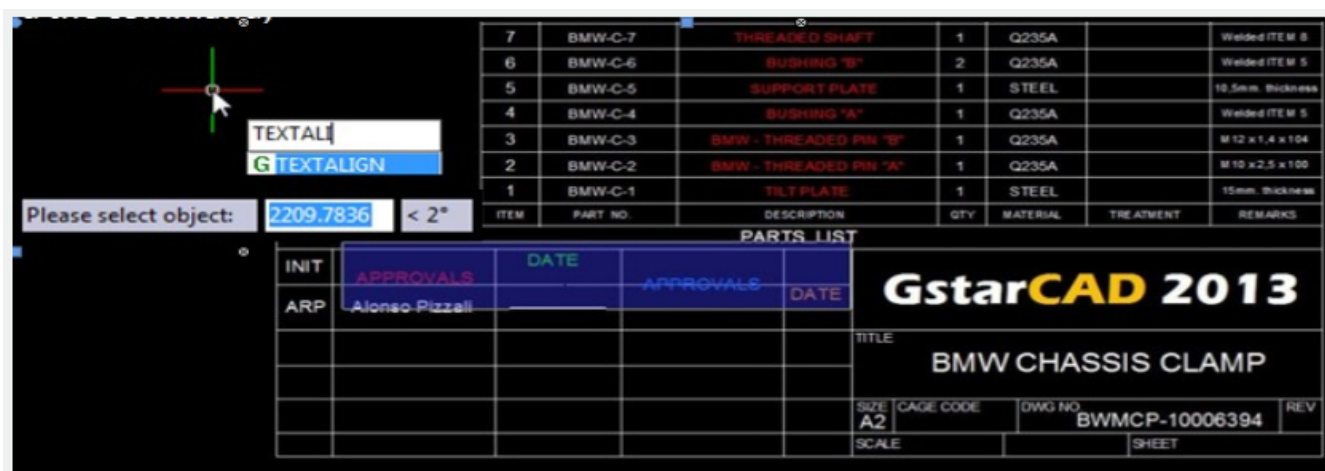 7 BMW-C-7 THREADED SHAFT 1 Q235A Welded ITEM 8
6 BMW-C-6 BUSHING "B" 2 Q235A Welded ITEM 5
5 BMW-C-5 SUPPORT PLATE 1 STEEL 10,5mm. thickness
4 BMW-C-4 BUSHING "A" 1 Q235A Welded ITEM 5
3 BMW-C-3 BMW - THREADED PIN "B" 1 Q235A M12 x 1,4 x 104
2 BMW-C-2 BMW - THREADED PIN "A" 1 Q235A M10 x 2,5 x 100
1 BMW-C-1 TILT PLATE 1 STEEL 15mm. thickness
ITEM PART NO. DESCRIPTION QTY MATERIAL TREATMENT REMARKS
PARTS LIST
TEXTALI
G TEXTALIGN
Please select object: 2209.7836 < 2°
INIT APPROVALS DATE APPROVALS DATE
ARP Alonso Pizzali
GstarCAD 2013
TITLE
BMW CHASSIS CLAMP
SIZE CAGE CODE DWG NO REV
A2 BWMCP-10006394
SCALE SHEET